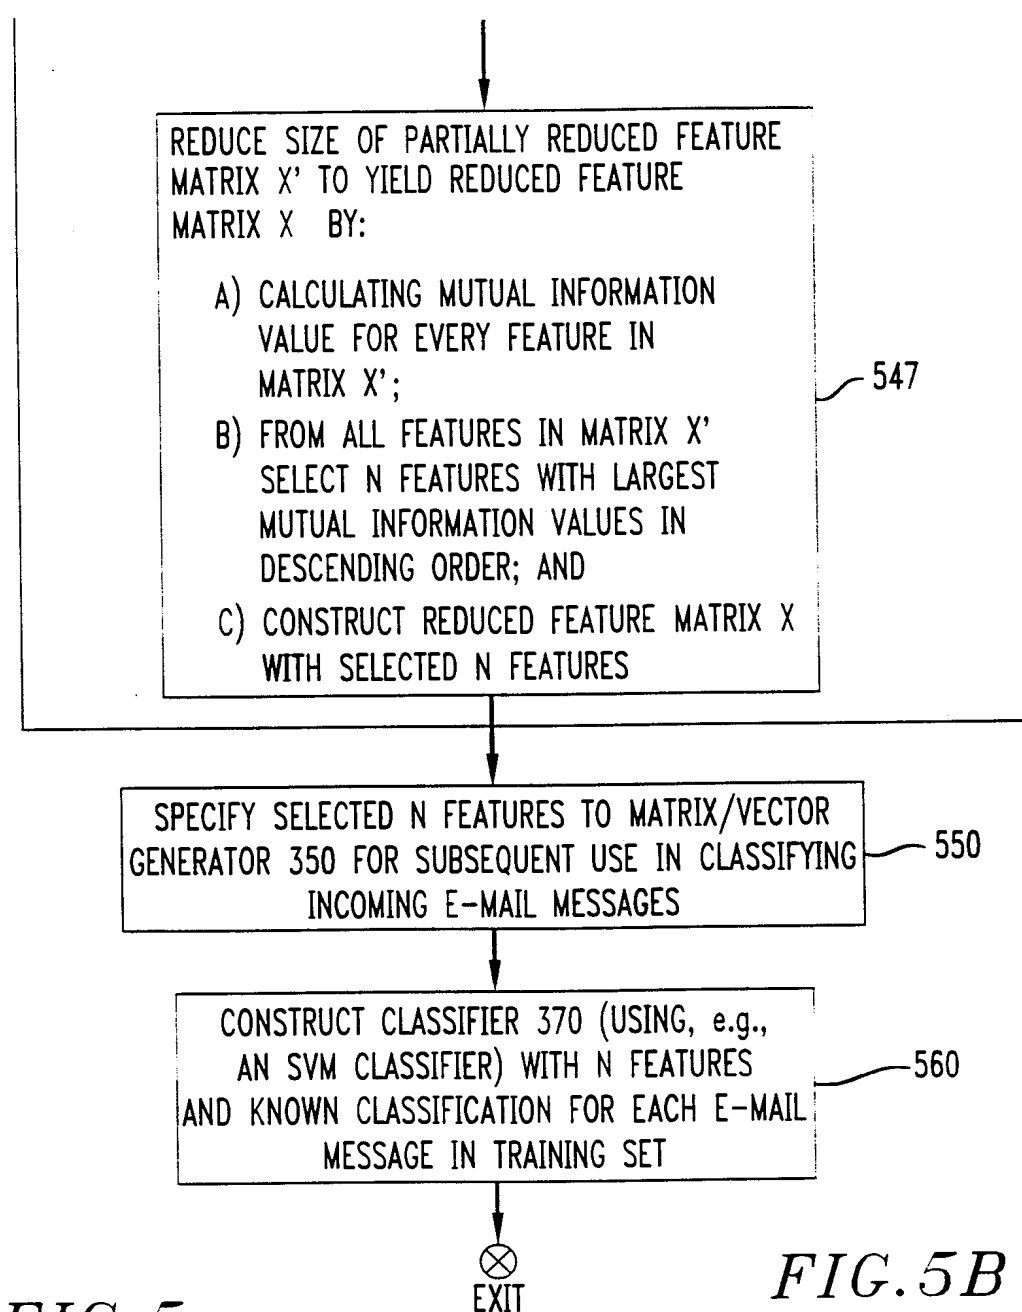 REDUCE SIZE OF PARTIALLY REDUCED FEATURE
MATRIX X' TO YIELD REDUCED FEATURE
MATRIX X BY:
A) CALCULATING MUTUAL INFORMATION
VALUE FOR EVERY FEATURE IN
MATRIX X';
B) FROM ALL FEATURES IN MATRIX X'
SELECT N FEATURES WITH LARGEST
MUTUAL INFORMATION VALUES IN
DESCENDING ORDER; AND
C) CONSTRUCT REDUCED FEATURE MATRIX X
WITH SELECTED N FEATURES
547
SPECIFY SELECTED N FEATURES TO MATRIX/VECTOR
GENERATOR 350 FOR SUBSEQUENT USE IN CLASSIFYING
INCOMING E-MAIL MESSAGES
550
CONSTRUCT CLASSIFIER 370 (USING, e.g.,
AN SVM CLASSIFIER) WITH N FEATURES
AND KNOWN CLASSIFICATION FOR EACH E-MAIL
MESSAGE IN TRAINING SET
560
EXIT
FIG.5B
FIG. 5